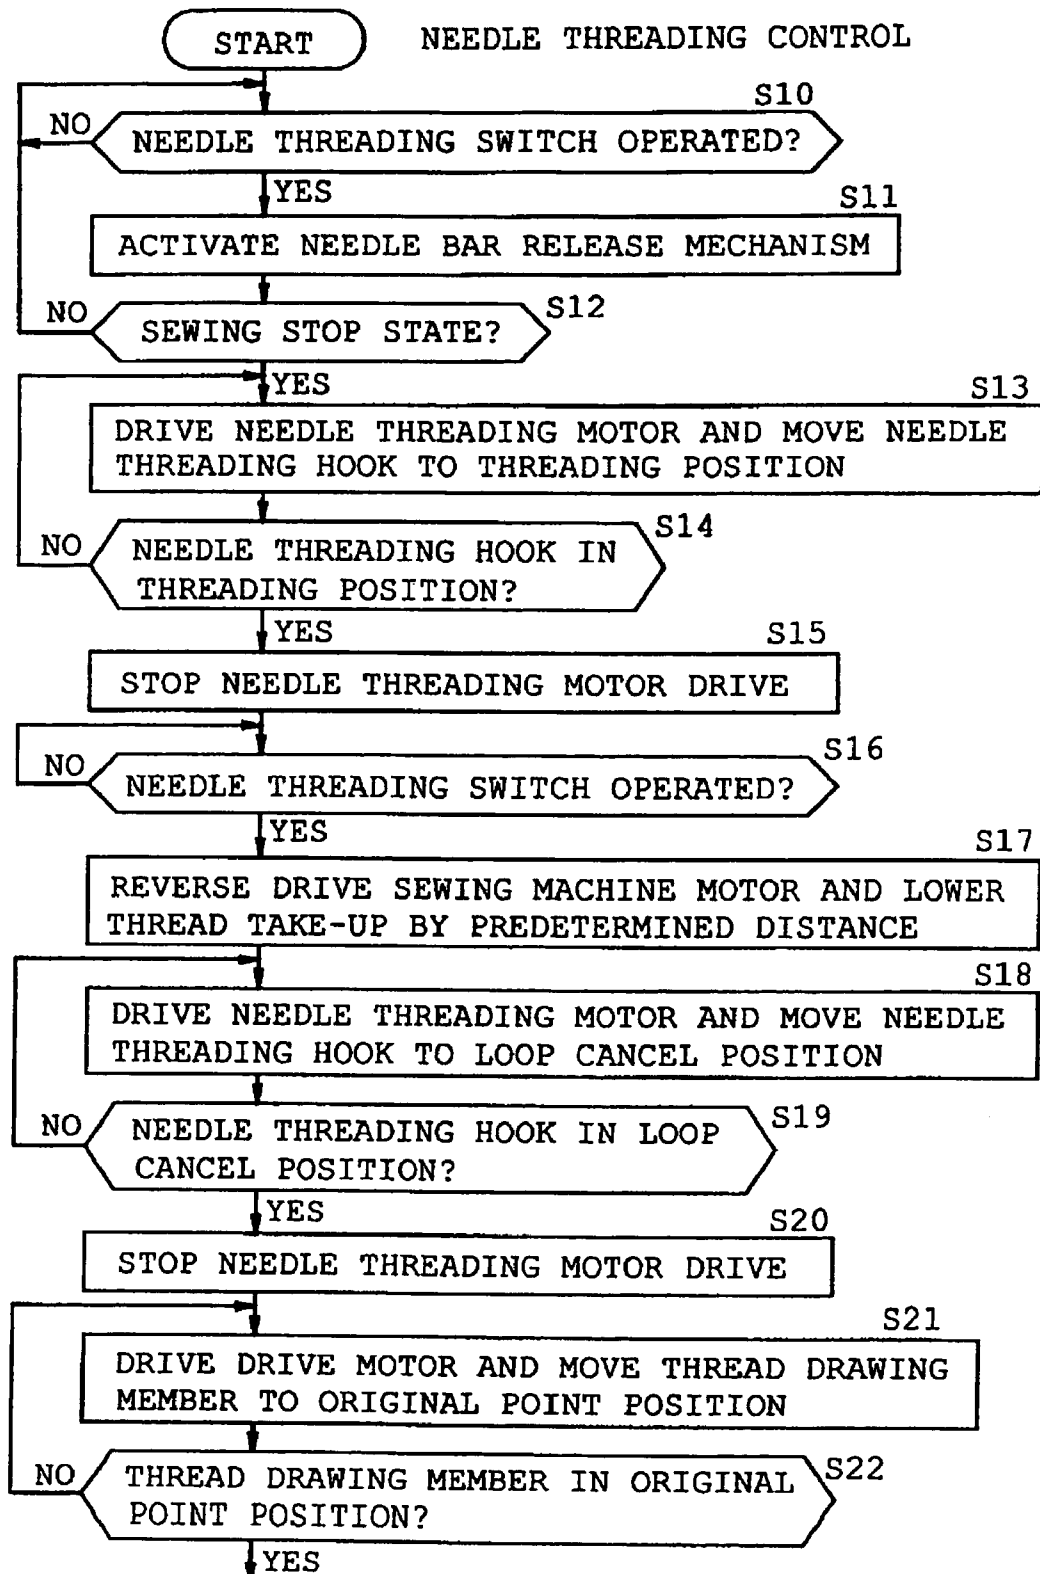 START
NEEDLE THREADING CONTROL
S10
NO
NEEDLE THREADING SWITCH OPERATED?
YES
S11
ACTIVATE NEEDLE BAR RELEASE MECHANISM
NO
SEWING STOP STATE?
S12
YES
S13
DRIVE NEEDLE THREADING MOTOR AND MOVE NEEDLE
THREADING HOOK TO THREADING POSITION
S14
NO
NEEDLE THREADING HOOK IN
THREADING POSITION?
YES
S15
STOP NEEDLE THREADING MOTOR DRIVE
S16
NO
NEEDLE THREADING SWITCH OPERATED?
YES
S17
REVERSE DRIVE SEWING MACHINE MOTOR AND LOWER
THREAD TAKE-UP BY PREDETERMINED DISTANCE
S18
DRIVE NEEDLE THREADING MOTOR AND MOVE NEEDLE
THREADING HOOK TO LOOP CANCEL POSITION
S19
NO
NEEDLE THREADING HOOK IN LOOP
CANCEL POSITION?
YES
S20
STOP NEEDLE THREADING MOTOR DRIVE
S21
DRIVE DRIVE MOTOR AND MOVE THREAD DRAWING
MEMBER TO ORIGINAL POINT POSITION
S22
NO
THREAD DRAWING MEMBER IN ORIGINAL
POINT POSITION?
YES